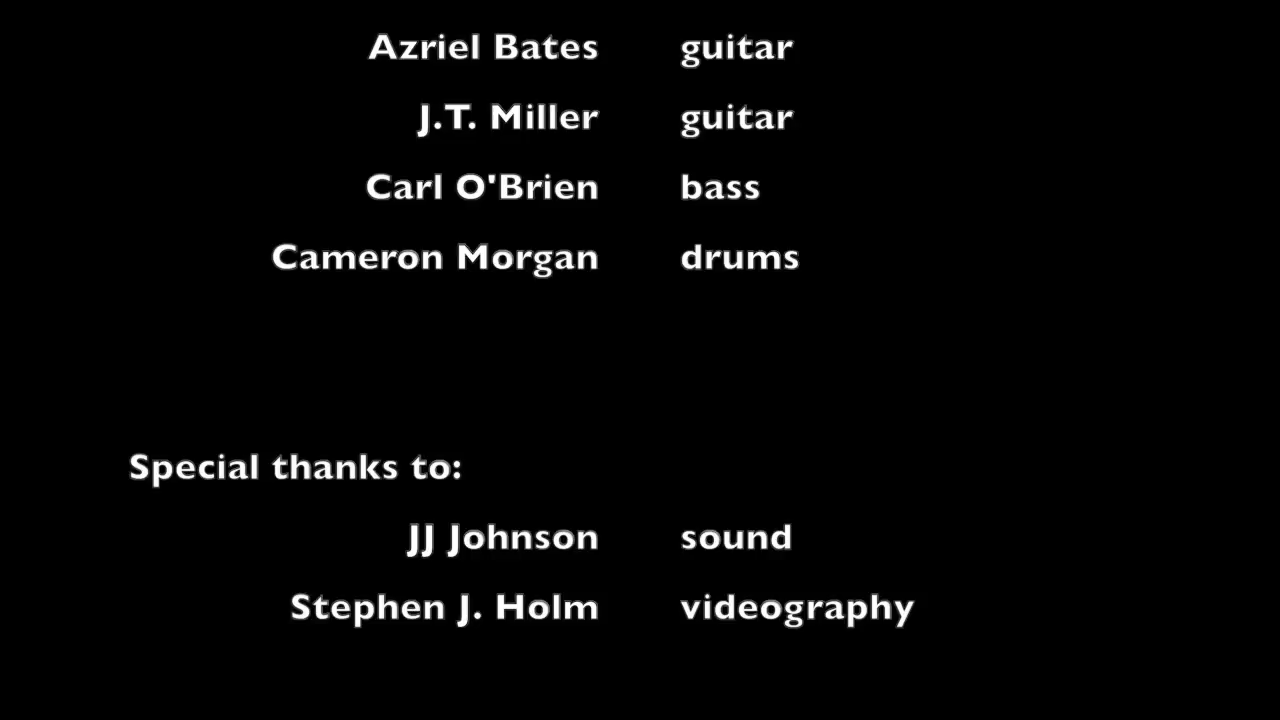 Azriel Bates guitar
J.T. Miller guitar
Carl O'Brien bass
Cameron Morgan drums
Special thanks to:
JJ Johnson sound
Stephen J. Holm videography